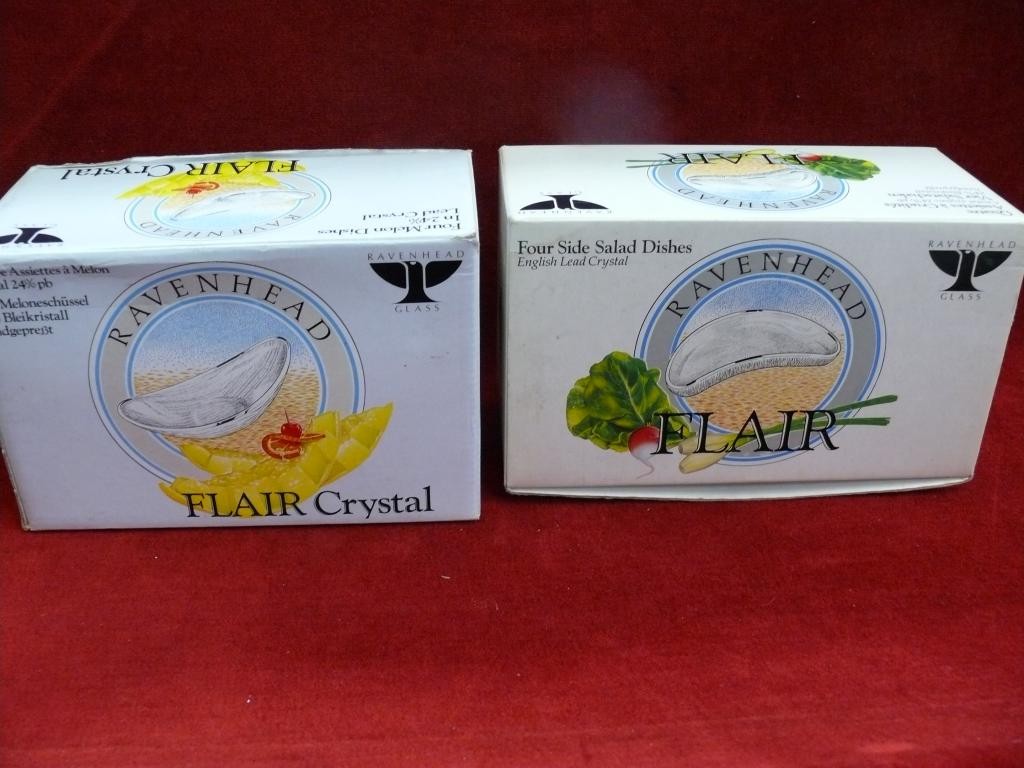 FLAIR Crystal
RAVENHEAD
Four Melon Dishes
In 24%
Lead Crystal
e Assiettes à Melon
al 24% pb
Meloneschüssel
Bleikristall
dgepreßt
RAVENHEAD
GLASS
RAVENHEAD
FLAIR Crystal
FLAIR
RAVENHEAD
RAVENHEAD
Four Side Salad Dishes
English Lead Crystal
RAVENHEAD
GLASS
RAVENHEAD
FLAIR